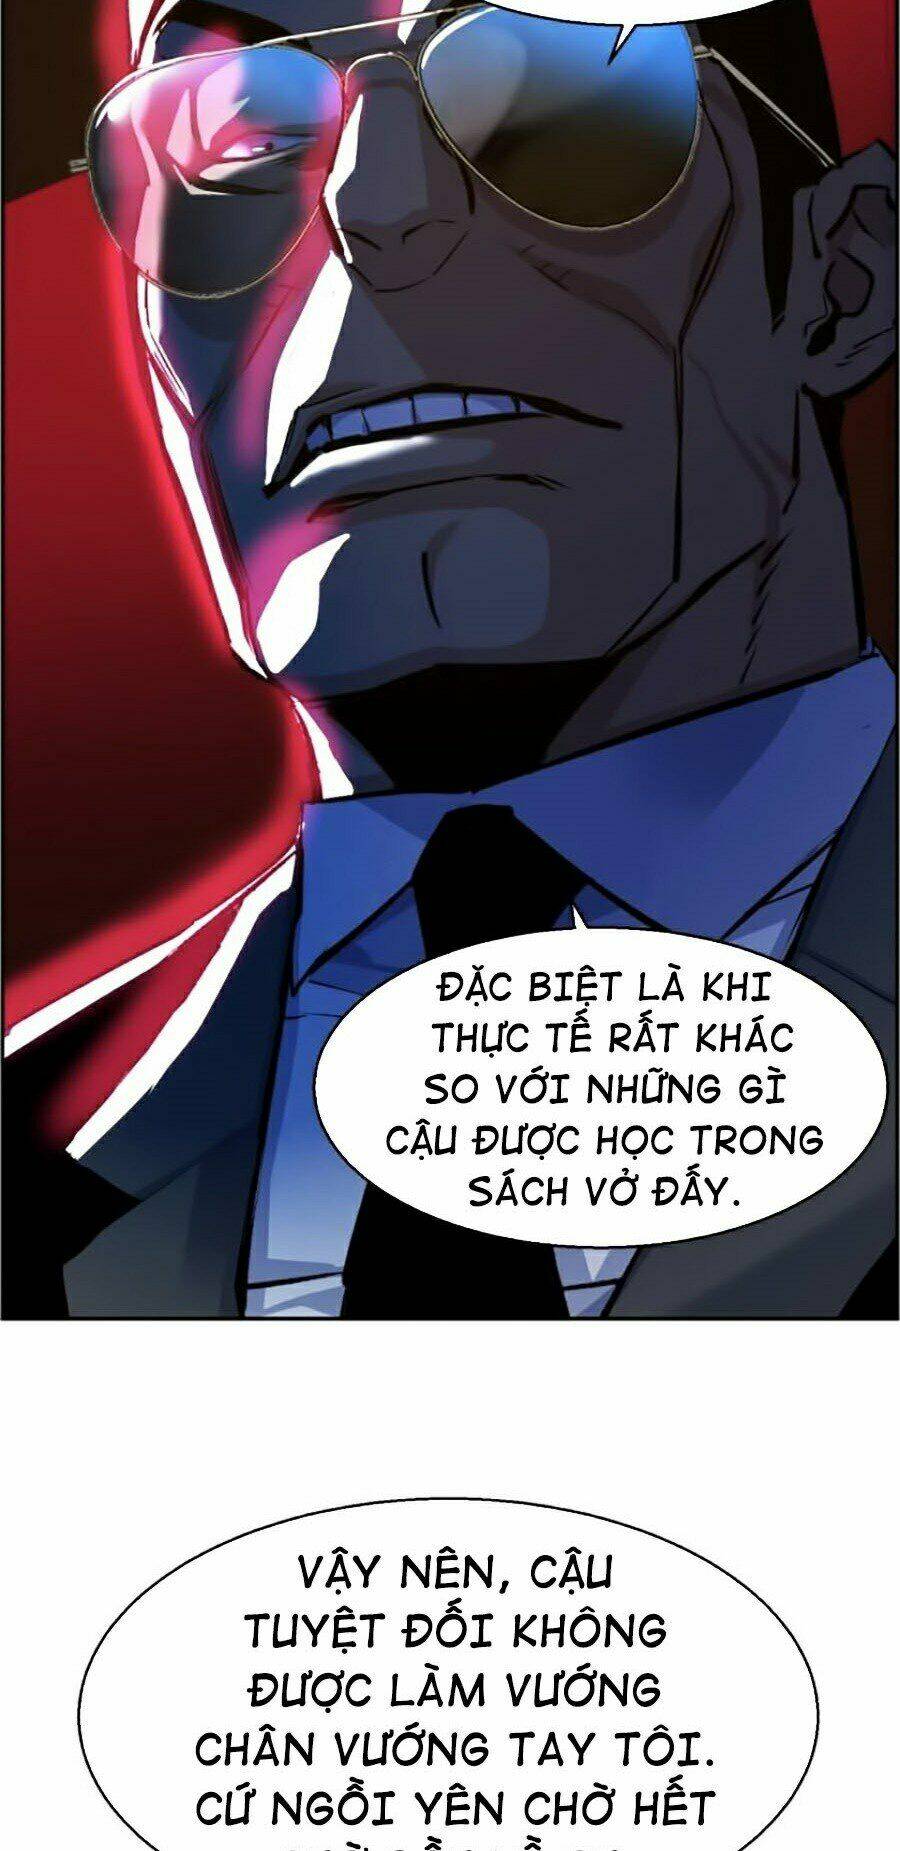 ĐẶC BIỆT LÀ KHI
THỰC TẾ RẤT KHÁC
SO VỚI NHỮNG GÌ
CẬU ĐƯỢC HỌC TRONG
SÁCH VỞ ĐẤY.
VẬY NÊN, CẬU
TUYỆT ĐỐI KHÔNG
ĐƯỢC LÀM VƯỚNG
CHÂN VƯỚNG TAY TÔI.
CỨ NGỒI YÊN CHỜ HẾT